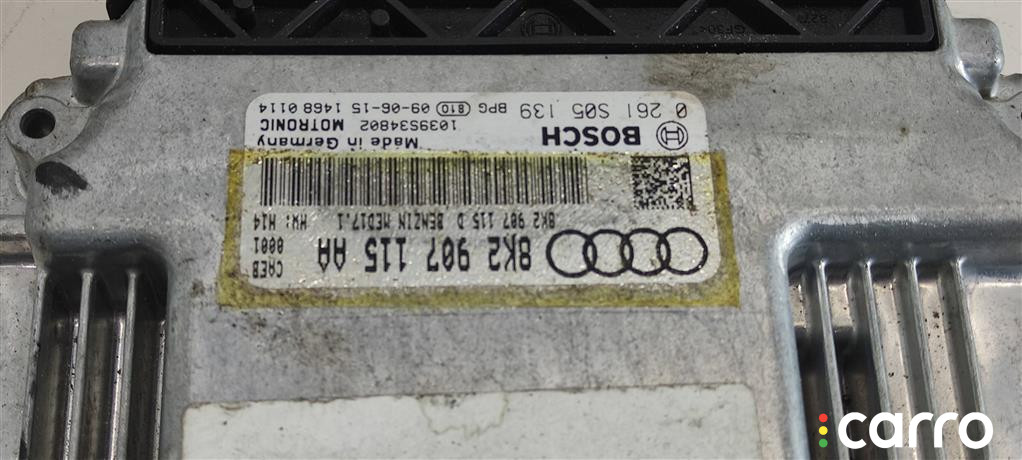 8K2 907 115 AA
CAEB
0001
8K2 907 115 D BENZIN MED17.1 HW: H14
BOSCH
Made in Germany
1039S34802 MOTRONIC
0 261 S05 139 BPG 810 09-06-15 1468 0114
carro